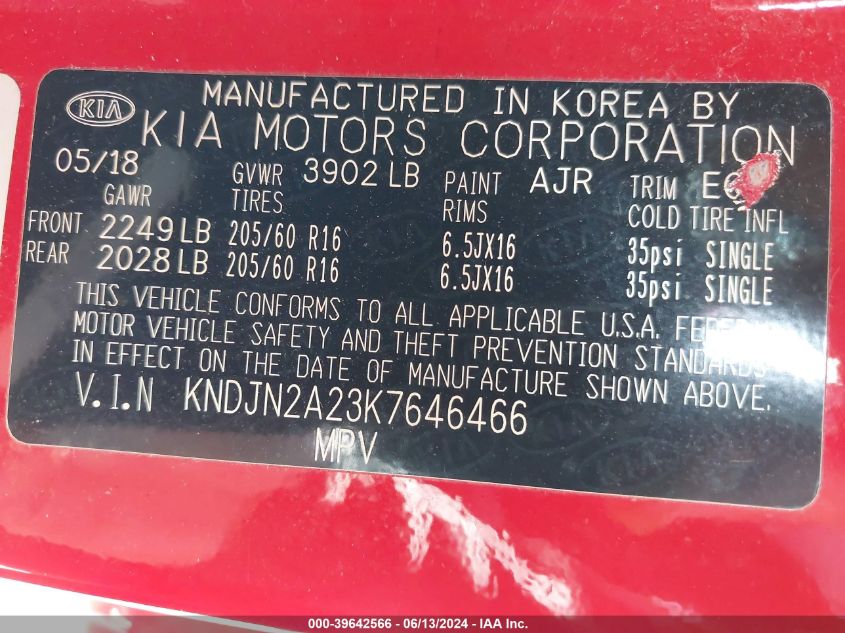 KIA
MANUFACTURED IN KOREA BY
KIA MOTORS CORPORATION
05/18 GVWR 3902 LB PAINT AJR TRIM
GAWR TIRES RIMS COLD TIRE INFL
FRONT 2249 LB 205/60 R16 6.5JX16 35psi SINGLE
REAR 2028 LB 205/60 R16 6.5JX16 35psi SINGLE
THIS VEHICLE CONFORMS TO ALL APPLICABLE U.S.A.
MOTOR VEHICLE SAFETY AND THEFT PREVENTION STANDARDS
IN EFFECT ON THE DATE OF MANUFACTURE SHOWN ABOVE.
V.I.N KNDJN2A23K7646466
MPV
000-39642566 - 06/13/2024 - IAA Inc.